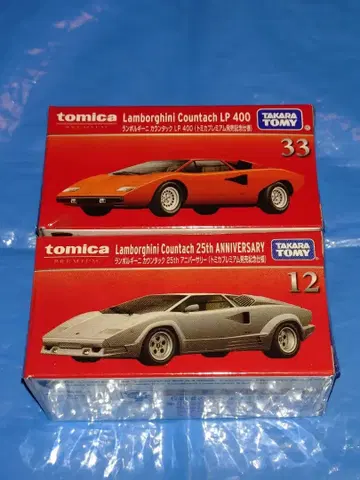 tomica
PREMIUM
Lamborghini Countach LP 400
ランボルギーニ カウンタック LP 400 (トミカプレミアム発売記念仕様)
TAKARA
TOMY
33
tomica
PREMIUM
Lamborghini Countach 25th ANNIVERSARY
ランボルギーニ カウンタック 25th アニバーサリー (トミカプレミアム発売記念仕様)
TAKARA
TOMY
12